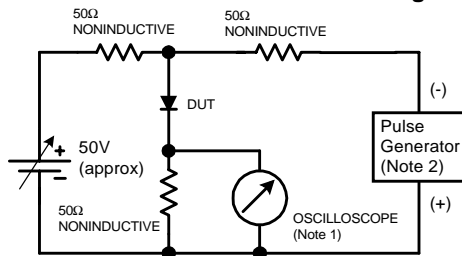 50Ω
NONINDUCTIVE
50Ω
NONINDUCTIVE
(-)
DUT
Pulse
Generator
(Note 2)
+
50V
(approx)
-
(+)
50Ω
NONINDUCTIVE
OSCILLOSCOPE
(Note 1)